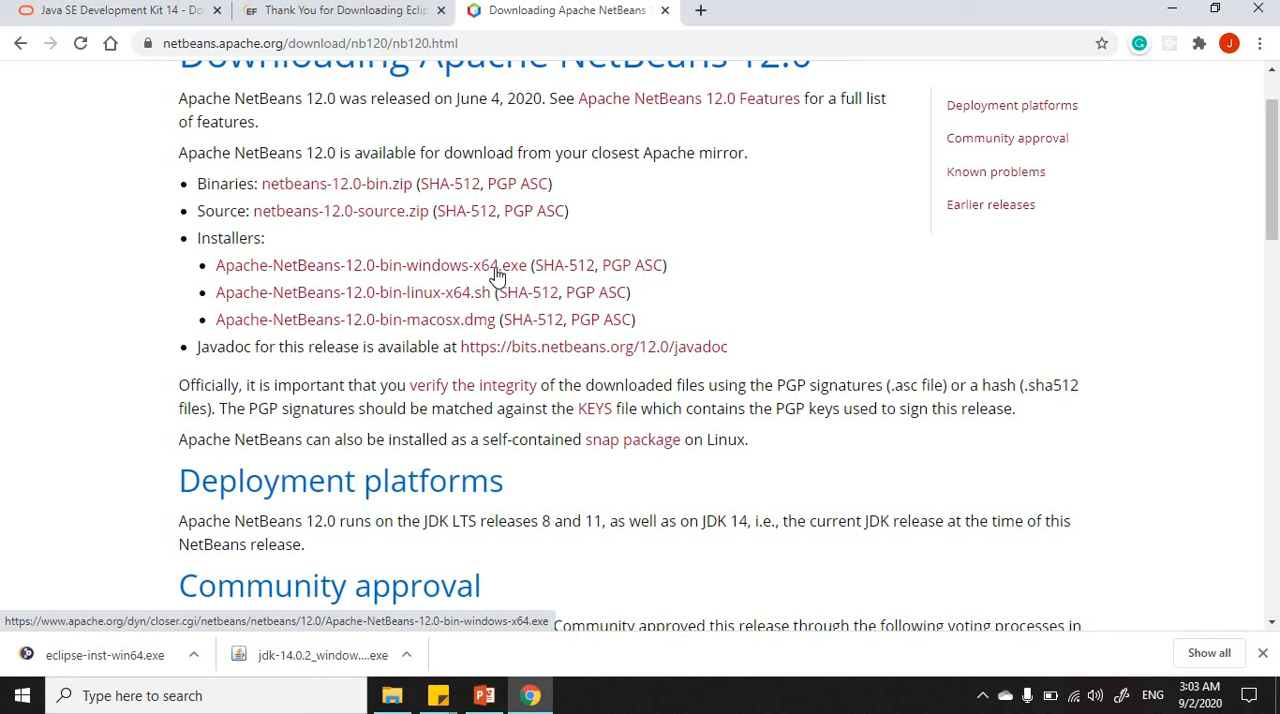 Java SE Development Kit 14 - Do
Thank You for Downloading Eclip
Downloading Apache NetBeans
netbeans.apache.org/download/nb120/nb120.html
J
Downloading Apache NetBeans 12.0
Apache NetBeans 12.0 was released on June 4, 2020. See Apache NetBeans 12.0 Features for a full list
of features.
Apache NetBeans 12.0 is available for download from your closest Apache mirror.
Binaries: netbeans-12.0-bin.zip (SHA-512, PGP ASC)
Source: netbeans-12.0-source.zip (SHA-512, PGP ASC)
Installers:
Apache-NetBeans-12.0-bin-windows-x64.exe (SHA-512, PGP ASC)
Apache-NetBeans-12.0-bin-linux-x64.sh (SHA-512, PGP ASC)
Apache-NetBeans-12.0-bin-macosx.dmg (SHA-512, PGP ASC)
Javadoc for this release is available at https://bits.netbeans.org/12.0/javadoc
Officially, it is important that you verify the integrity of the downloaded files using the PGP signatures (.asc file) or a hash (.sha512
files). The PGP signatures should be matched against the KEYS file which contains the PGP keys used to sign this release.
Apache NetBeans can also be installed as a self-contained snap package on Linux.
Deployment platforms
Community approval
Known problems
Earlier releases
Deployment platforms
Apache NetBeans 12.0 runs on the JDK LTS releases 8 and 11, as well as on JDK 14, i.e., the current JDK release at the time of this
NetBeans release.
Community approval
Community approved this release through the following voting processes in
https://www.apache.org/dyn/closer.cgi/netbeans/netbeans/12.0/Apache-NetBeans-12.0-bin-windows-x64.exe
eclipse-inst-win64.exe
jdk-14.0.2_window....exe
Show all
Type here to search
ENG
3:03 AM
9/2/2020